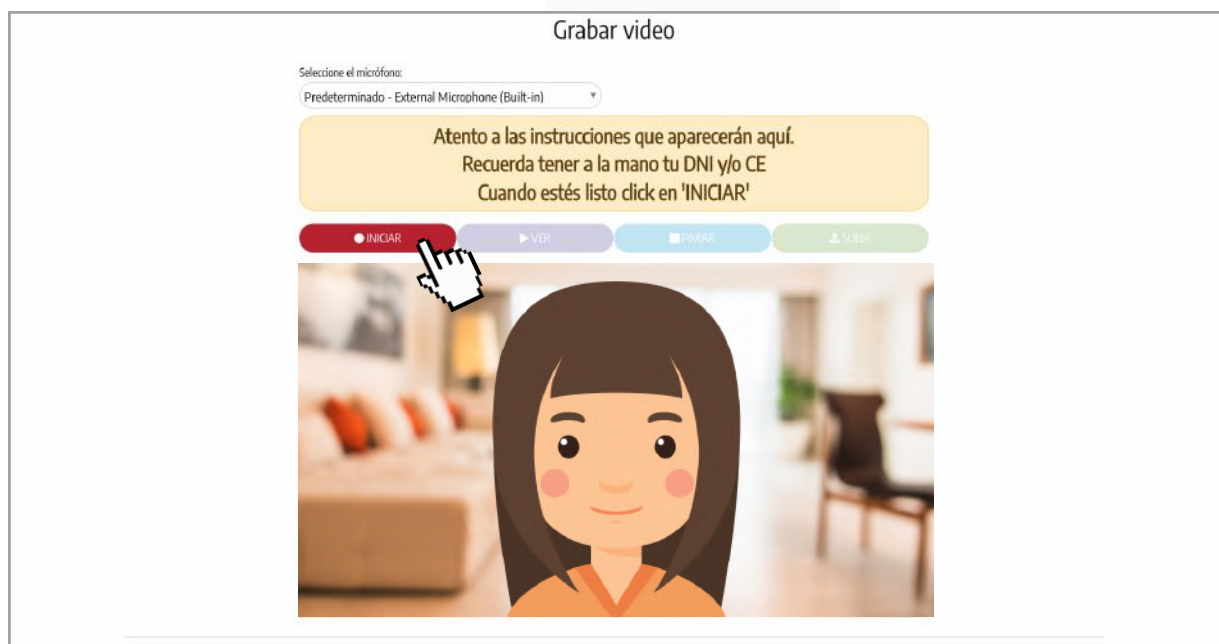 Grabar video
Seleccione el micrófono:
Predeterminado - External Microphone (Built-in)
Atento a las instrucciones que aparecerán aquí.
Recuerda tener a la mano tu DNI y/o CE
Cuando estés listo click en 'INICIAR'
INICIAR VER PARAR SUBIR